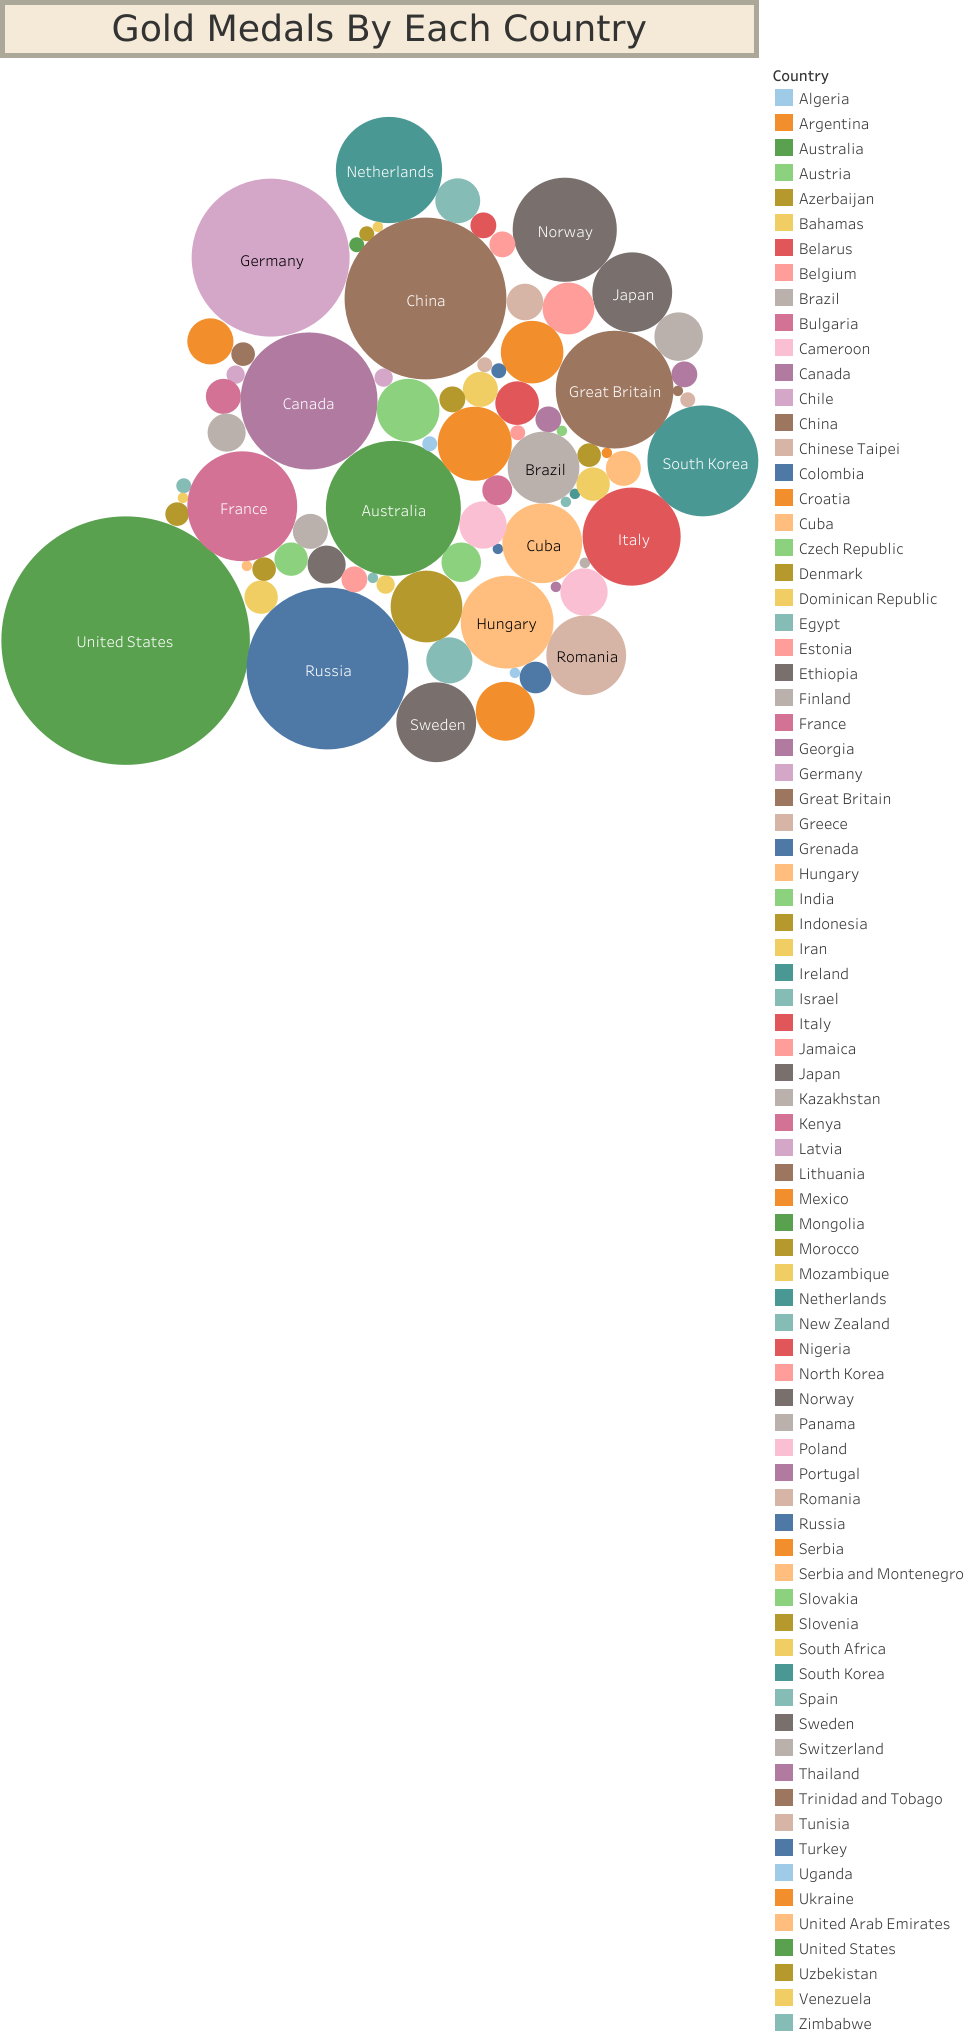 Gold Medals By Each Country
Netherlands
Norway
Germany
Japan
China
Great Britain
Canada
South Korea
Brazil
France
Australia
Italy
Cuba
Hungary
United States
Romania
Russia
Sweden
Country
Algeria
Argentina
Australia
Austria
Azerbaijan
Bahamas
Belarus
Belgium
Brazil
Bulgaria
Cameroon
Canada
Chile
China
Chinese Taipei
Colombia
Croatia
Cuba
Czech Republic
Denmark
Dominican Republic
Egypt
Estonia
Ethiopia
Finland
France
Georgia
Germany
Great Britain
Greece
Grenada
Hungary
India
Indonesia
Iran
Ireland
Israel
Italy
Jamaica
Japan
Kazakhstan
Kenya
Latvia
Lithuania
Mexico
Mongolia
Morocco
Mozambique
Netherlands
New Zealand
Nigeria
North Korea
Norway
Panama
Poland
Portugal
Romania
Russia
Serbia
Serbia and Montenegro
Slovakia
Slovenia
South Africa
South Korea
Spain
Sweden
Switzerland
Thailand
Trinidad and Tobago
Tunisia
Turkey
Uganda
Ukraine
United Arab Emirates
United States
Uzbekistan
Venezuela
Zimbabwe